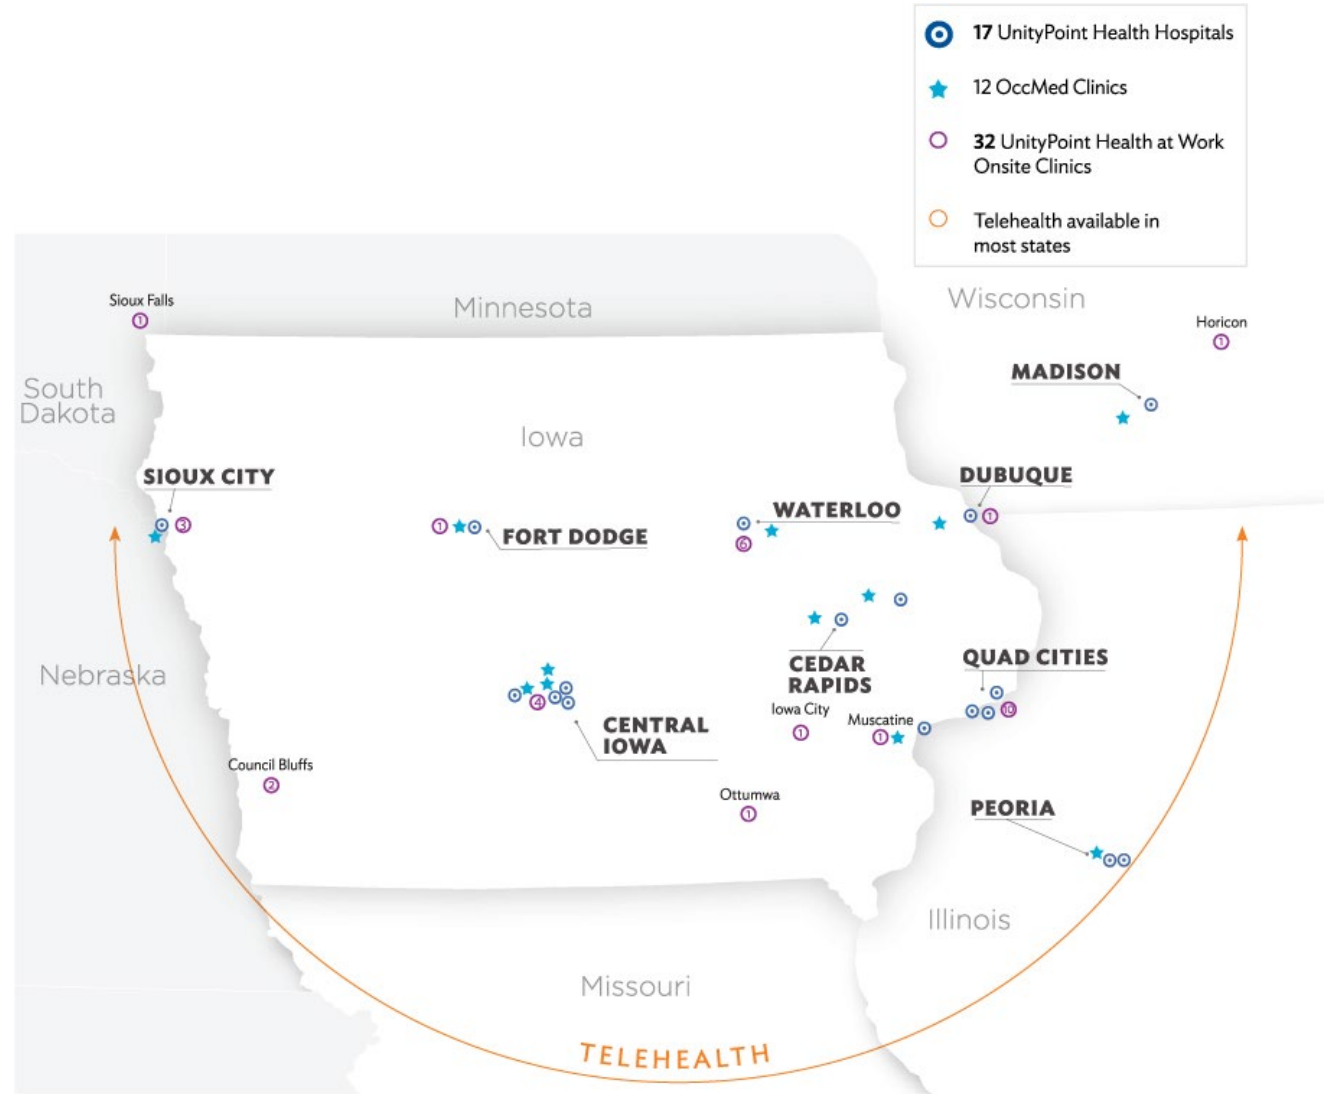 17 UnityPoint Health Hospitals
12 OccMed Clinics
32 UnityPoint Health at Work
Onsite Clinics
Telehealth available in
most states
Wisconsin
Sioux Falls
1
Minnesota
Horicon
1
MADISON
South
Dakota
Iowa
SIOUX CITY
3
1
FORT DODGE
WATERLOO
6
DUBUQUE
1
Nebraska
CEDAR
RAPIDS
QUAD CITIES
10
4
CENTRAL
IOWA
Iowa City
1
Muscatine
1
Council Bluffs
2
Ottumwa
1
PEORIA
Illinois
Missouri
TELEHEALTH